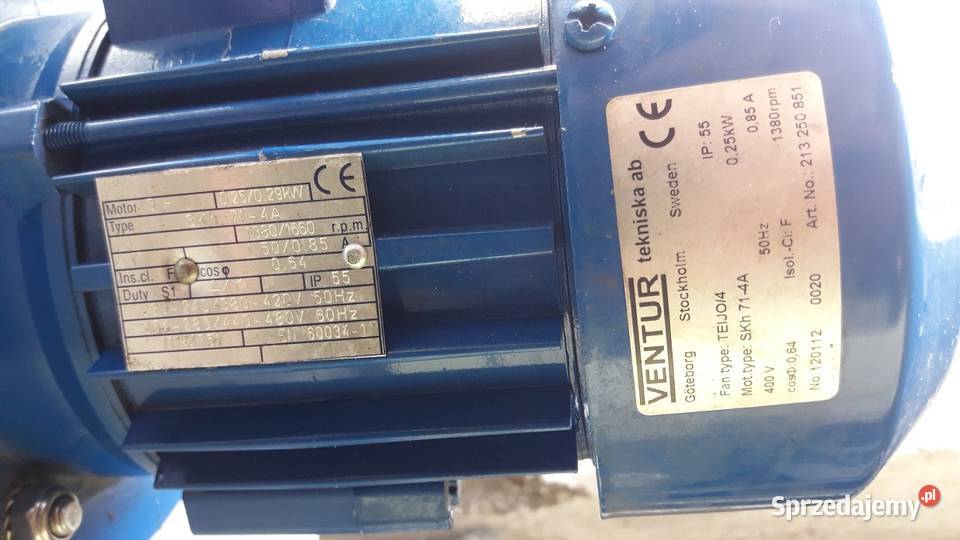 Motor 3~ 0.25/0.29kW
Type SKh 71-4A
1380/1660 r.p.m
1.50/0.85 A
Ins.cl. F cosφ 0.64
Duty S1 IP 55
-420V 50Hz
-480V 60Hz
EN 60034-1
CE
VENTUR tekniska ab CE
Göteborg Stockholm Sweden
Fan type: TEIJO/4 IP: 55
Mot.type: SKh 71-4A 0,25kW
400 V 50Hz 0,85 A
cosΦ 0,64 Isol.-Cl: F 1380rpm
No 120112 0020 Art. No.: 213 250 851
Sprzedajemy.pl